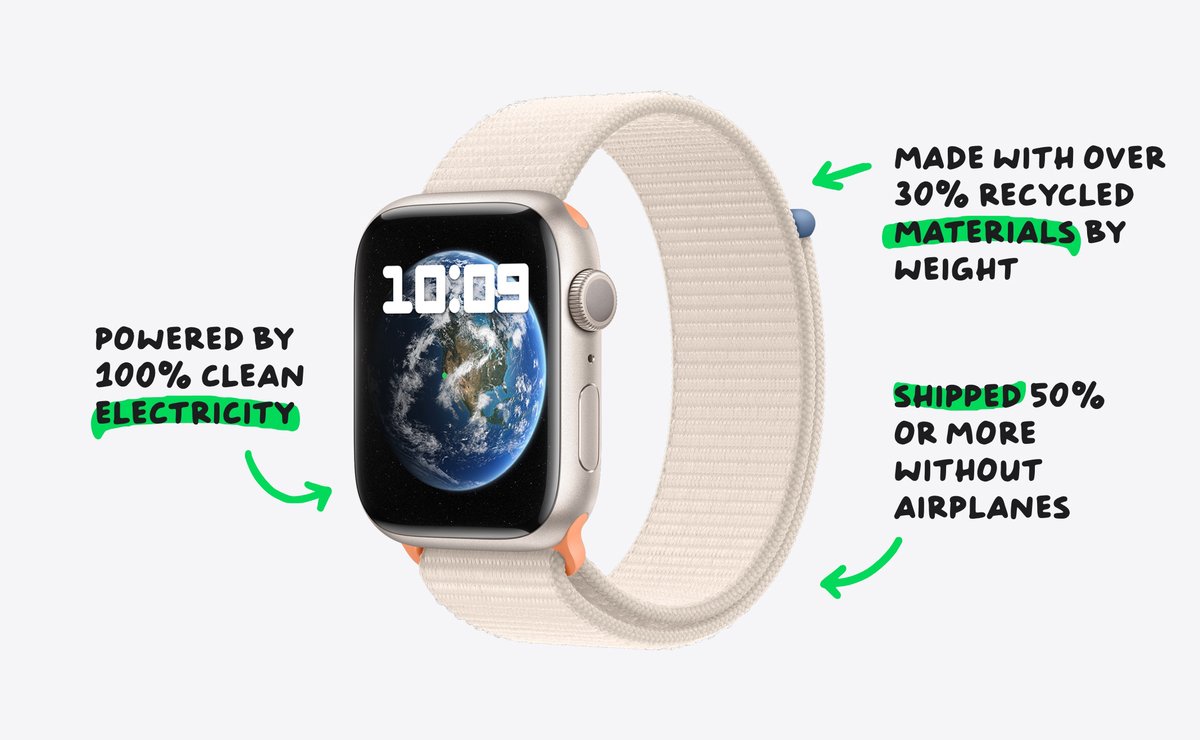 POWERED BY
100% CLEAN
ELECTRICITY
10:09
MADE WITH OVER
30% RECYCLED
MATERIALS BY
WEIGHT
SHIPPED 50%
OR MORE
WITHOUT
AIRPLANES